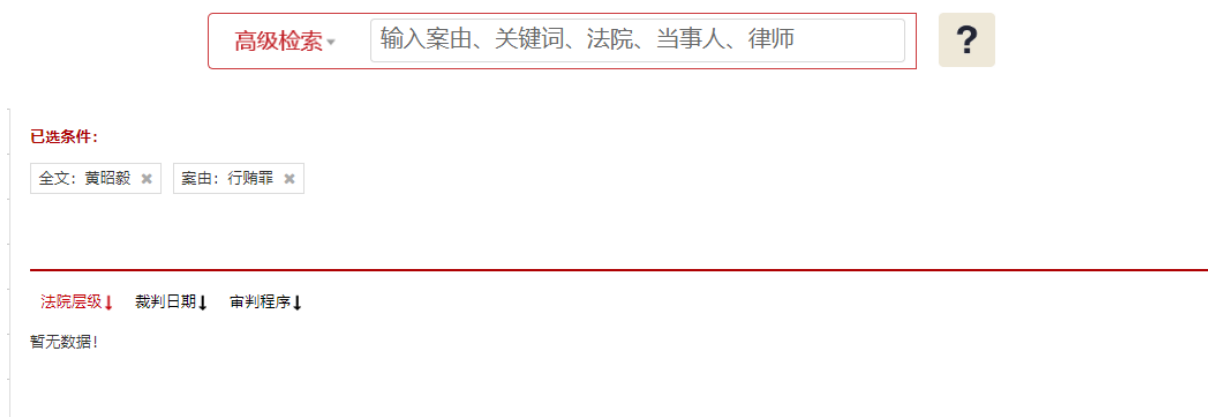 高级检索 输入案由、关键词、法院、当事人、律师 ?
已选条件：
全文：黄昭毅 × 案由：行贿罪 ×
法院层级↓ 裁判日期↓ 审判程序↓
暂无数据!